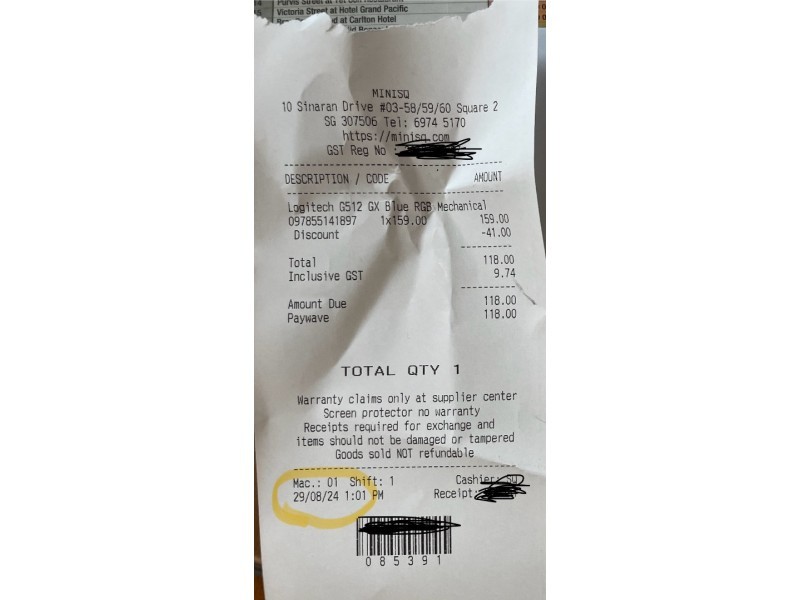 Purvis Street at
Victoria Street at Hotel Grand Pacific
at Carlton Hotel
MINISQ
10 Sinaran Drive #03-58/59/60 Square 2
SG 307506 Tel: 6974 5170
https://minisq.com
GST Reg No :
DESCRIPTION / CODE AMOUNT
Logitech G512 GX Blue RGB Mechanical
097855141897 1x159.00 159.00
Discount -41.00
Total 118.00
Inclusive GST 9.74
Amount Due 118.00
Paywave 118.00
TOTAL QTY 1
Warranty claims only at supplier center
Screen protector no warranty
Receipts required for exchange and
items should not be damaged or tampered
Goods sold NOT refundable
Mac.: 01 Shift: 1 Cashier: SQ
29/08/24 1:01 PM Receipt:
085391